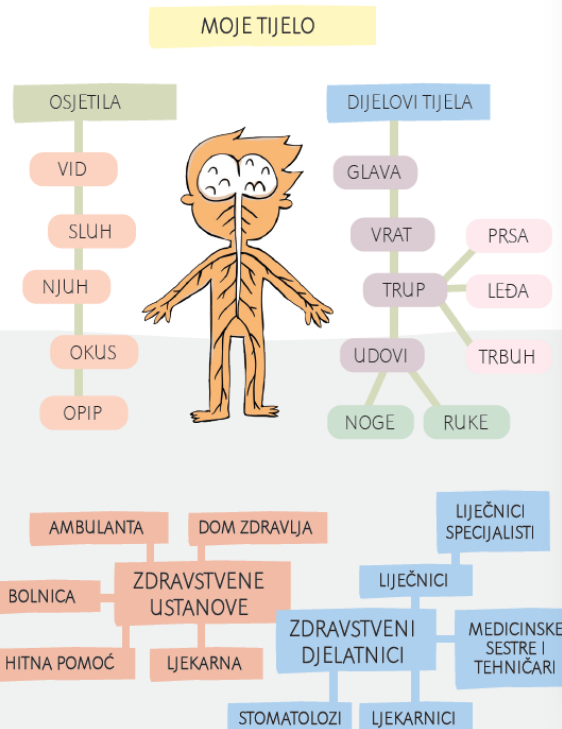 MOJE TIJELO
OSJETILA
VID
SLUH
NJUH
OKUS
OPIP
DIJELOVI TIJELA
GLAVA
VRAT
TRUP
PRSA
LEĐA
TRBUH
UDOVI
NOGE
RUKE
AMBULANTA
DOM ZDRAVLJA
BOLNICA
ZDRAVSTVENE
USTANOVE
HITNA POMOĆ
LJEKARNA
LIJEČNICI
SPECIJALISTI
LIJEČNICI
ZDRAVSTVENI
DJELATNICI
MEDICINSKE
SESTRE I
TEHNIČARI
STOMATOLOZI
LJEKARNICI